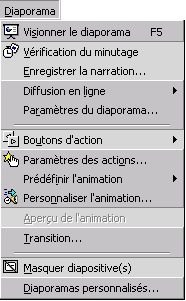 Diaporama
Visionner le diaporama F5
Vérification du minutage
Enregistrer la narration...
Diffusion en ligne
Paramètres du diaporama...
Boutons d'action
Paramètres des actions...
Prédéfinir l'animation
Personnaliser l'animation...
Aperçu de l'animation
Transition...
Masquer diapositive(s)
Diaporamas personnalisés...